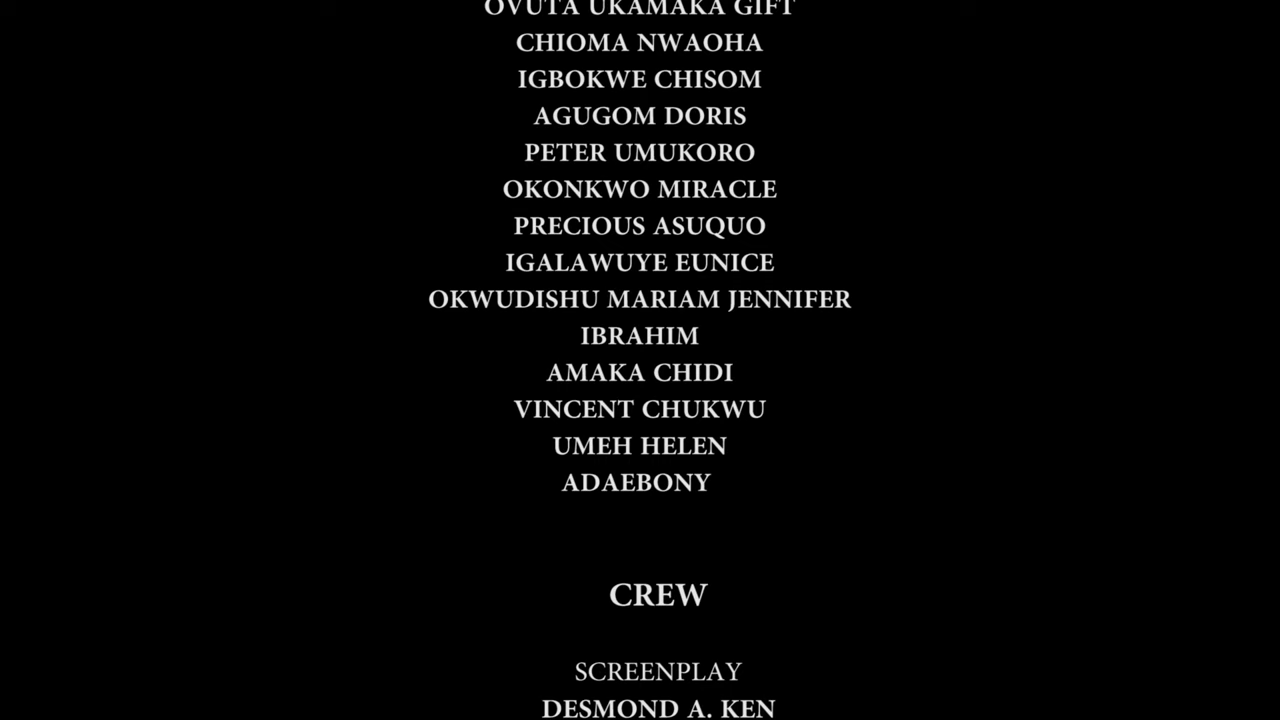 OVUTA UKAMAKA GIFT
CHIOMA NWAOHA
IGBOKWE CHISOM
AGUGOM DORIS
PETER UMUKORO
OKONKWO MIRACLE
PRECIOUS ASUQUO
IGALAWUYE EUNICE
OKWUDISHU MARIAM JENNIFER
IBRAHIM
AMAKA CHIDI
VINCENT CHUKWU
UMEH HELEN
ADAEBONY
CREW
SCREENPLAY
DESMOND A. KEN